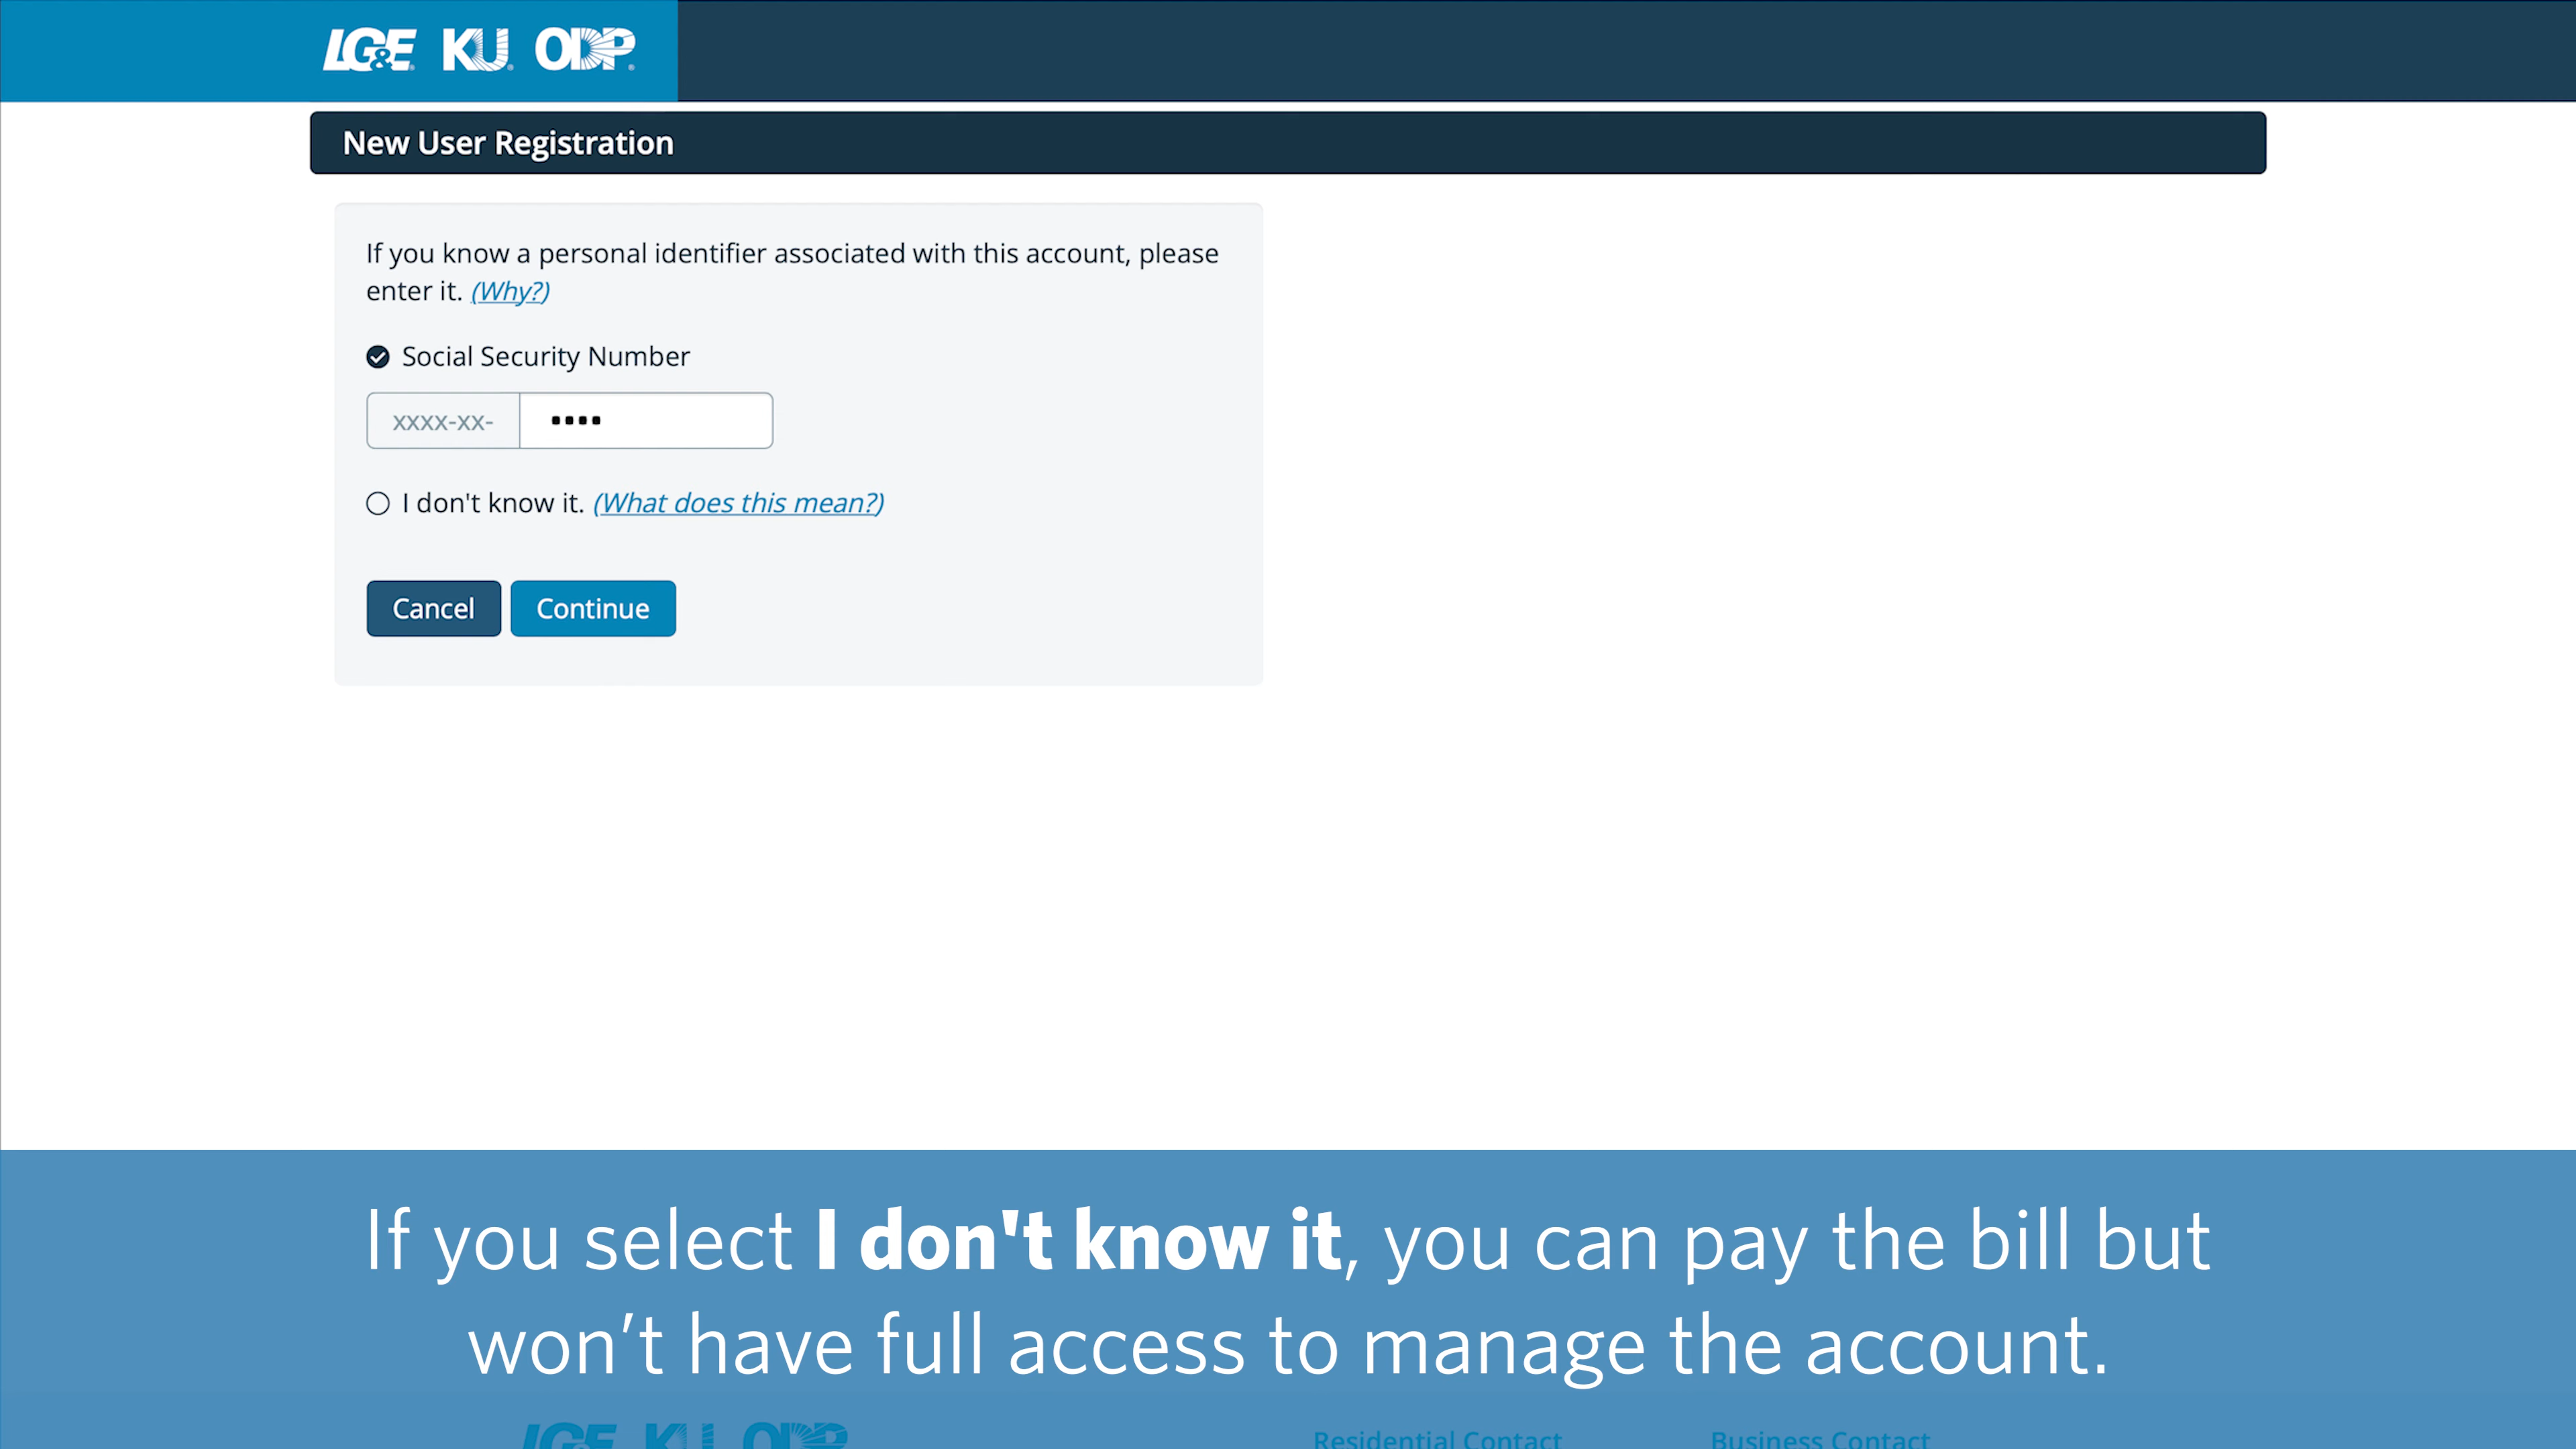 LG&E KU ODP
New User Registration
If you know a personal identifier associated with this account, please
enter it. (Why?)
Social Security Number
xxxx-xx- ••••
I don't know it. (What does this mean?)
Cancel Continue
If you select I don't know it, you can pay the bill but
won’t have full access to manage the account.
LG&E KU ODP Residential Contact Business Contact